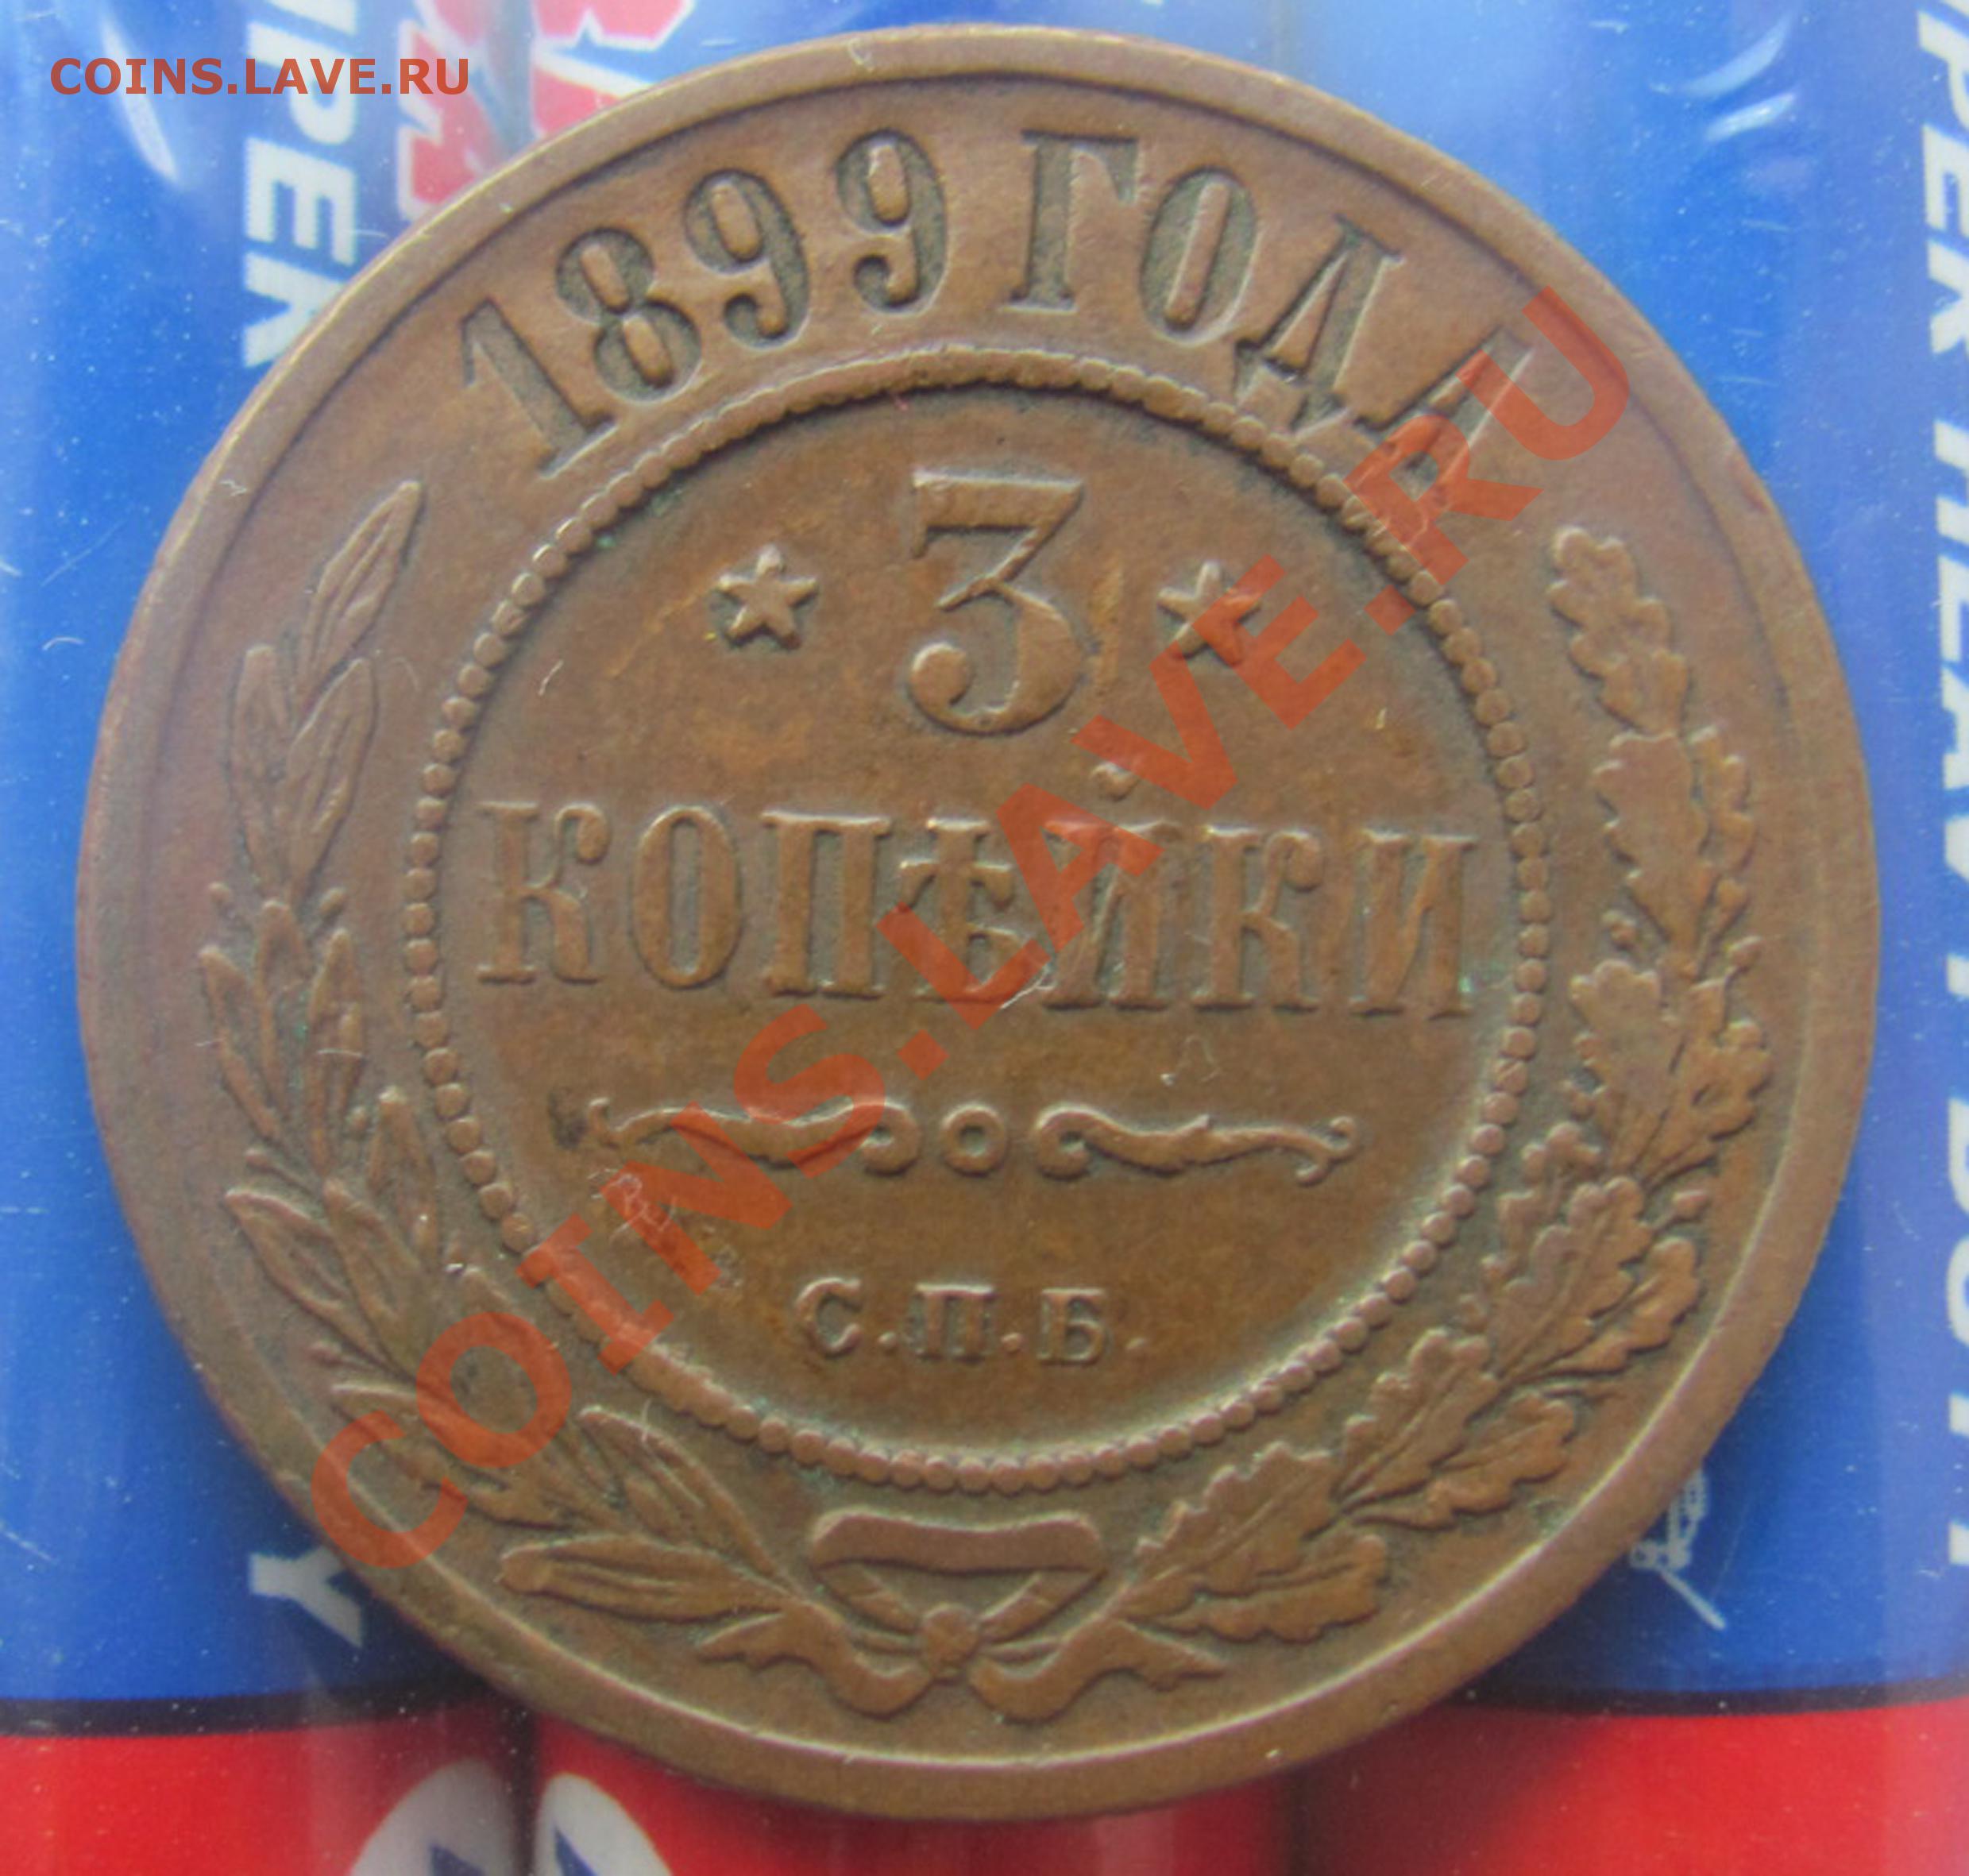 COINS.LAVE.RU
1899 ГОДА
3
КОПѢЙКИ
С.П.Б.
COINS.LAVE.RU